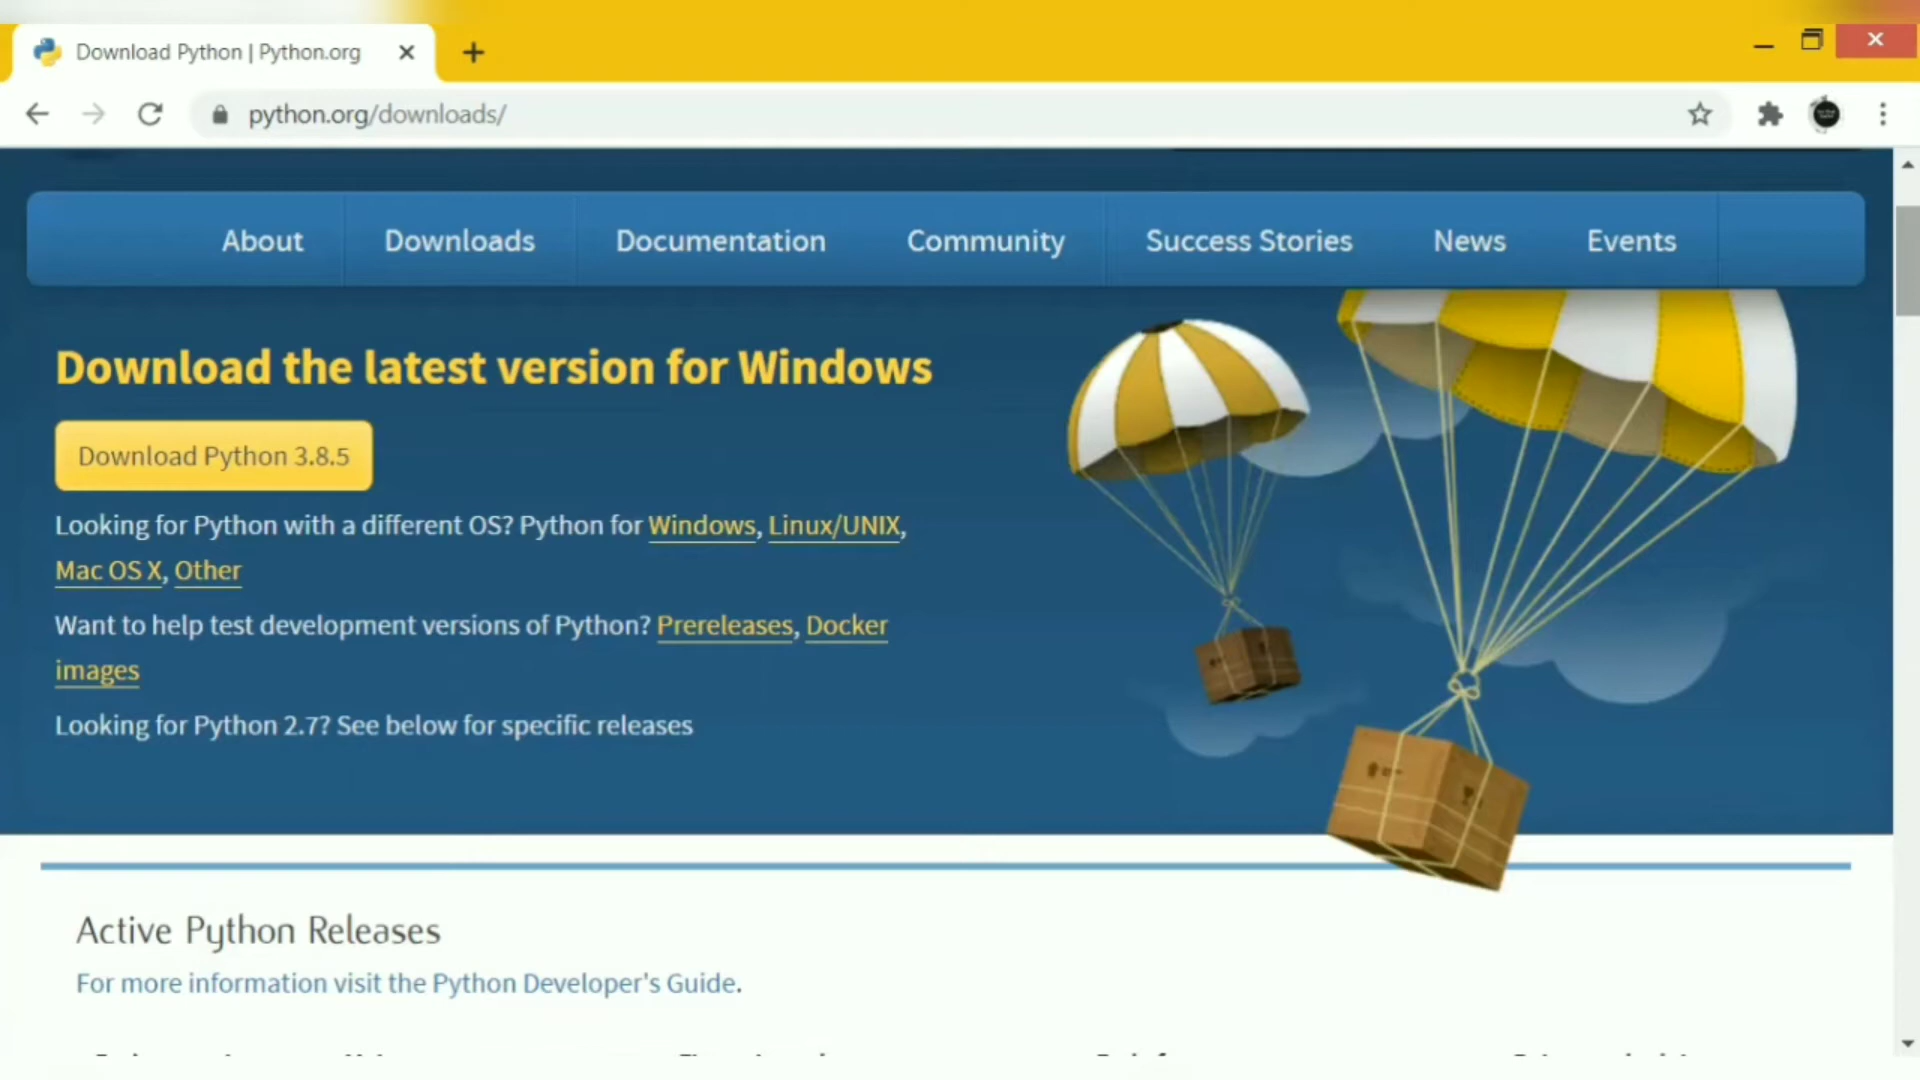 Download Python | Python.org
python.org/downloads/
About Downloads Documentation Community Success Stories News Events
Download the latest version for Windows
Download Python 3.8.5
Looking for Python with a different OS? Python for Windows, Linux/UNIX,
Mac OS X, Other
Want to help test development versions of Python? Prereleases, Docker
images
Looking for Python 2.7? See below for specific releases
Active Python Releases
For more information visit the Python Developer's Guide.